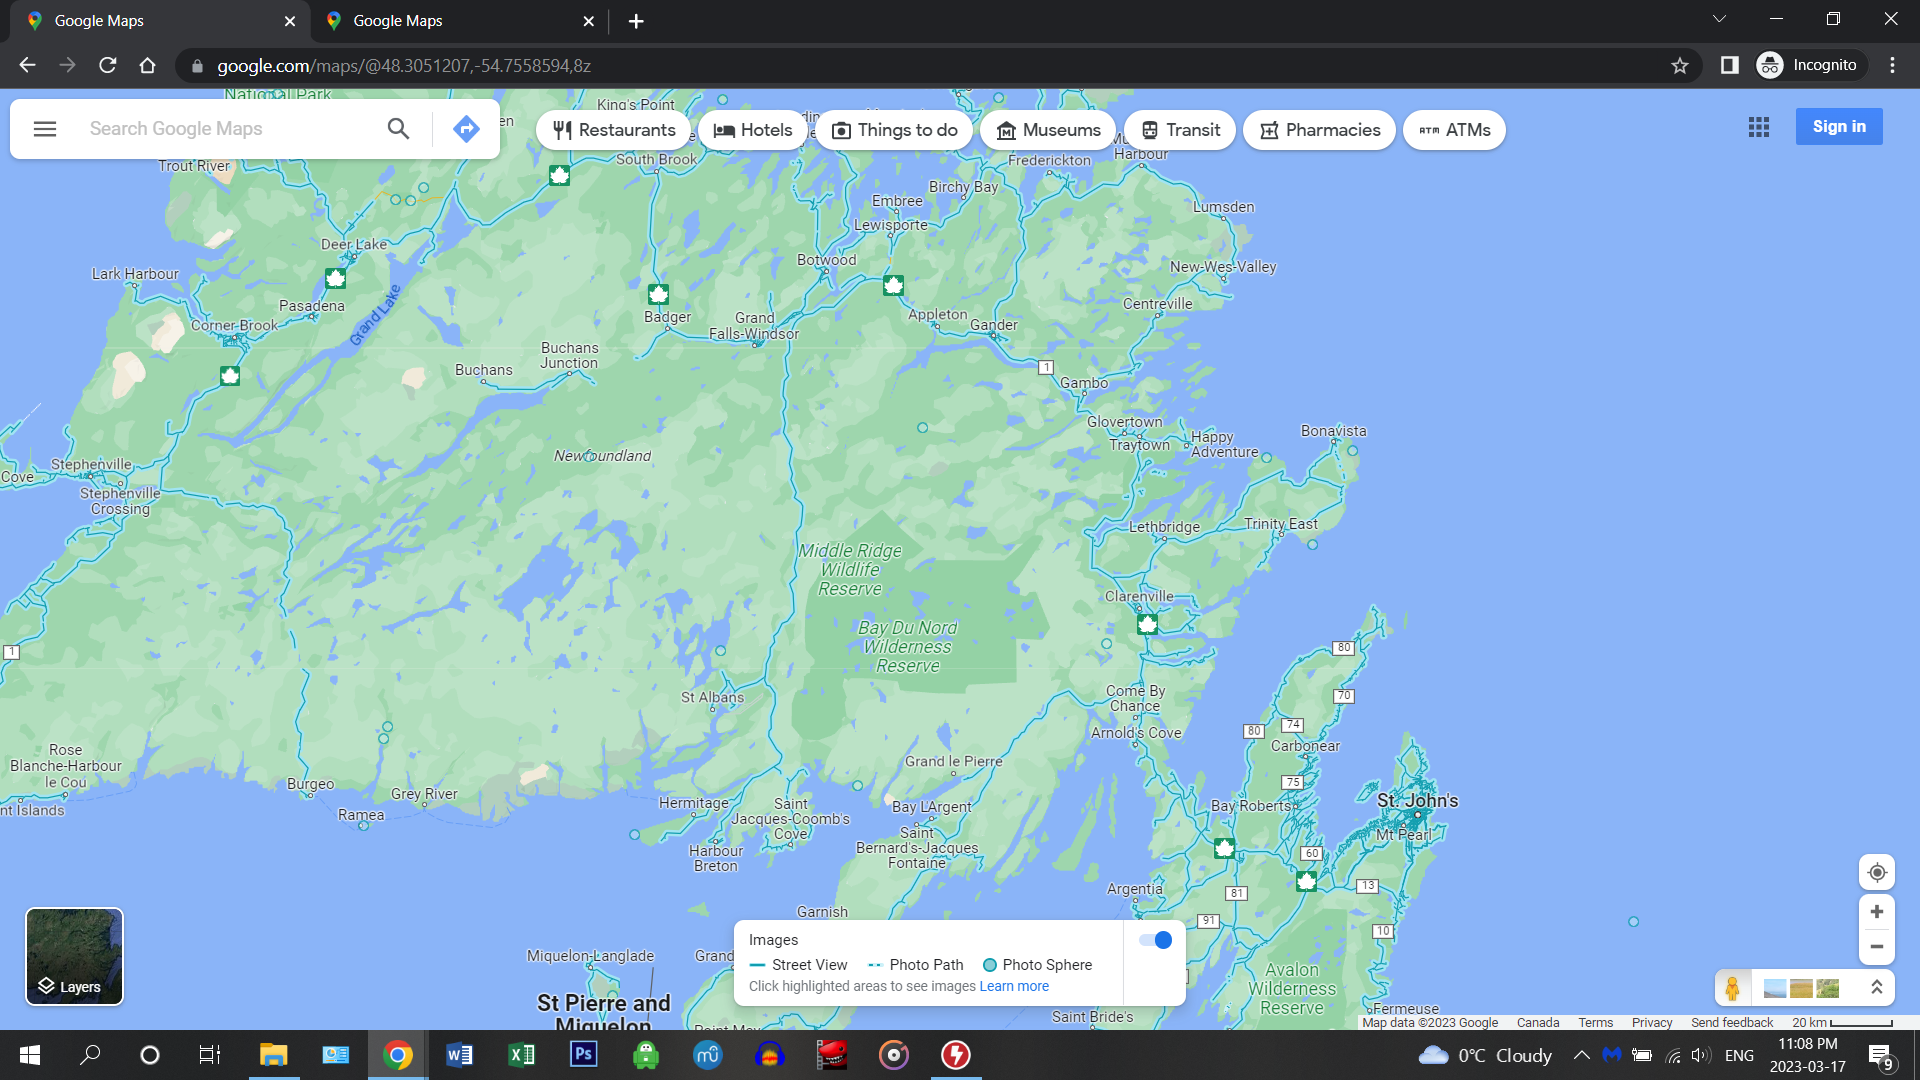 Google Maps
Google Maps
google.com/maps/@48.3051207,-54.7558594,8z
Incognito
National Park
Search Google Maps
King's Point
Restaurants
Hotels
Things to do
Museums
Transit
Pharmacies
ATM ATMs
Sign in
Trout River
South Brook
Frederickton
Harbour
Birchy Bay
Embree
Lumsden
Lewisporte
Deer Lake
Botwood
Lark Harbour
New-Wes-Valley
Pasadena
Grand Lake
Centreville
Corner Brook
Badger
Grand
Falls-Windsor
Appleton
Gander
Buchans
Junction
Buchans
1
Gambo
Glovertown
Traytown
Happy
Adventure
Bonavista
Newfoundland
Stephenville
Cove
Stephenville
Crossing
Lethbridge
Trinity East
Middle Ridge
Wildlife
Reserve
Clarenville
Bay Du Nord
Wilderness
Reserve
1
80
St Albans
Come By
Chance
70
74
80
Arnold's Cove
Carbonear
Rose
Blanche-Harbour
le Cou
Grand le Pierre
75
Burgeo
Grey River
Hermitage
Saint
Jacques-Coomb's
Cove
Bay L'Argent
Bay Roberts
St. John's
nt Islands
Ramea
Mt Pearl
Harbour
Breton
Saint
Bernard's-Jacques
Fontaine
60
Argentia
81
13
Garnish
91
10
Images
Street View
Photo Path
Photo Sphere
Click highlighted areas to see images Learn more
Miquelon-Langlade
Grand
Avalon
Wilderness
Reserve
Layers
St Pierre and
Miquelon
Point May
Saint Bride's
Fermeuse
Map data ©2023 Google
Canada
Terms
Privacy
Send feedback
20 km
0°C Cloudy
ENG
11:08 PM
2023-03-17
9